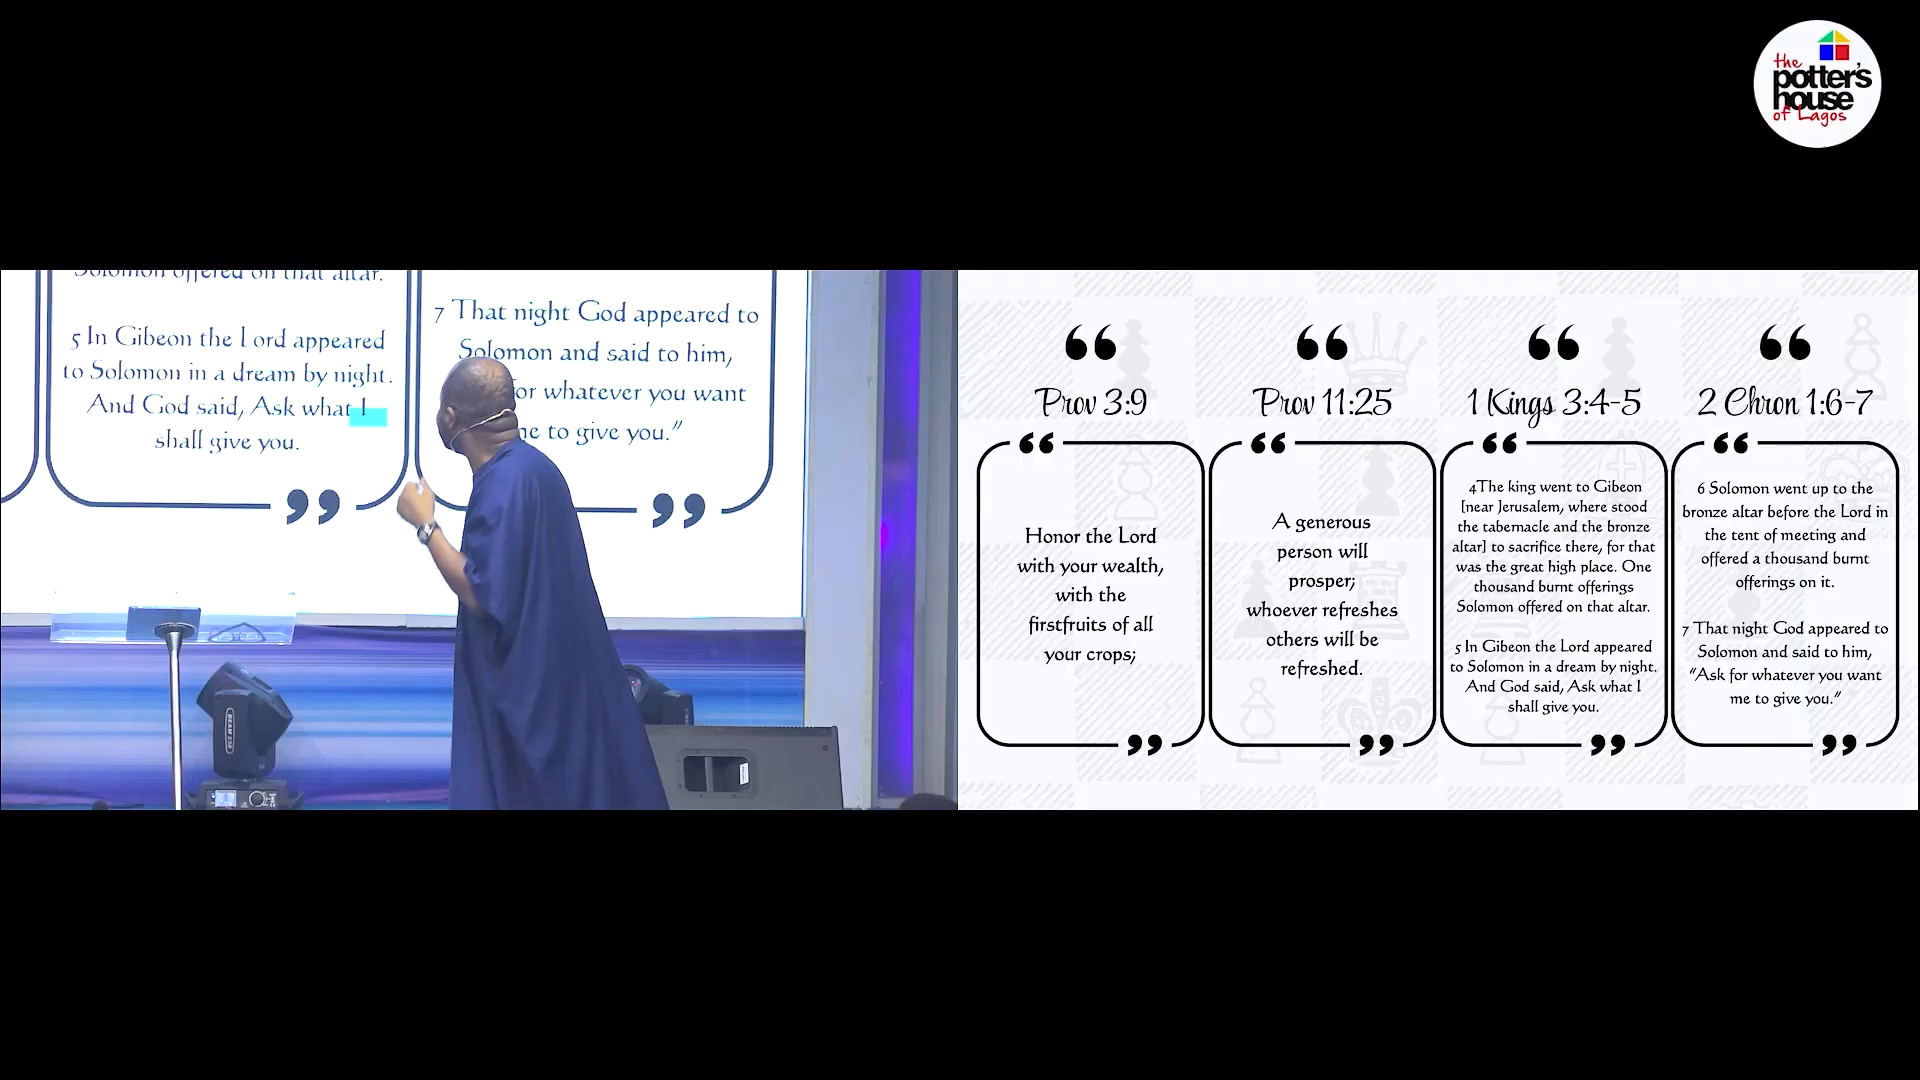 the
potter's
house
of Lagos
Solomon offered on that altar.
5 In Gibeon the Lord appeared
to Solomon in a dream by night.
And God said, Ask what I
shall give you.
7 That night God appeared to
Solomon and said to him,
for whatever you want
me to give you.”
BEAM 230
Prov 3:9
Honor the Lord
with your wealth,
with the
firstfruits of all
your crops;
Prov 11:25
A generous
person will
prosper;
whoever refreshes
others will be
refreshed.
1 Kings 3:4-5
4The king went to Gibeon
[near Jerusalem, where stood
the tabernacle and the bronze
altar] to sacrifice there, for that
was the great high place. One
thousand burnt offerings
Solomon offered on that altar.
5 In Gibeon the Lord appeared
to Solomon in a dream by night.
And God said, Ask what I
shall give you.
2 Chron 1:6-7
6 Solomon went up to the
bronze altar before the Lord in
the tent of meeting and
offered a thousand burnt
offerings on it.
7 That night God appeared to
Solomon and said to him,
“Ask for whatever you want
me to give you.”